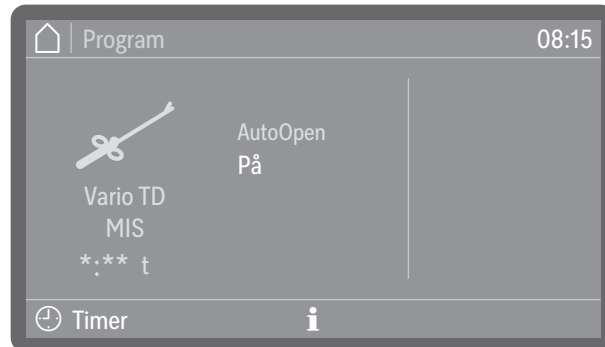 Program
08:15
AutoOpen
På
Vario TD
MIS
*:** t
Timer
i